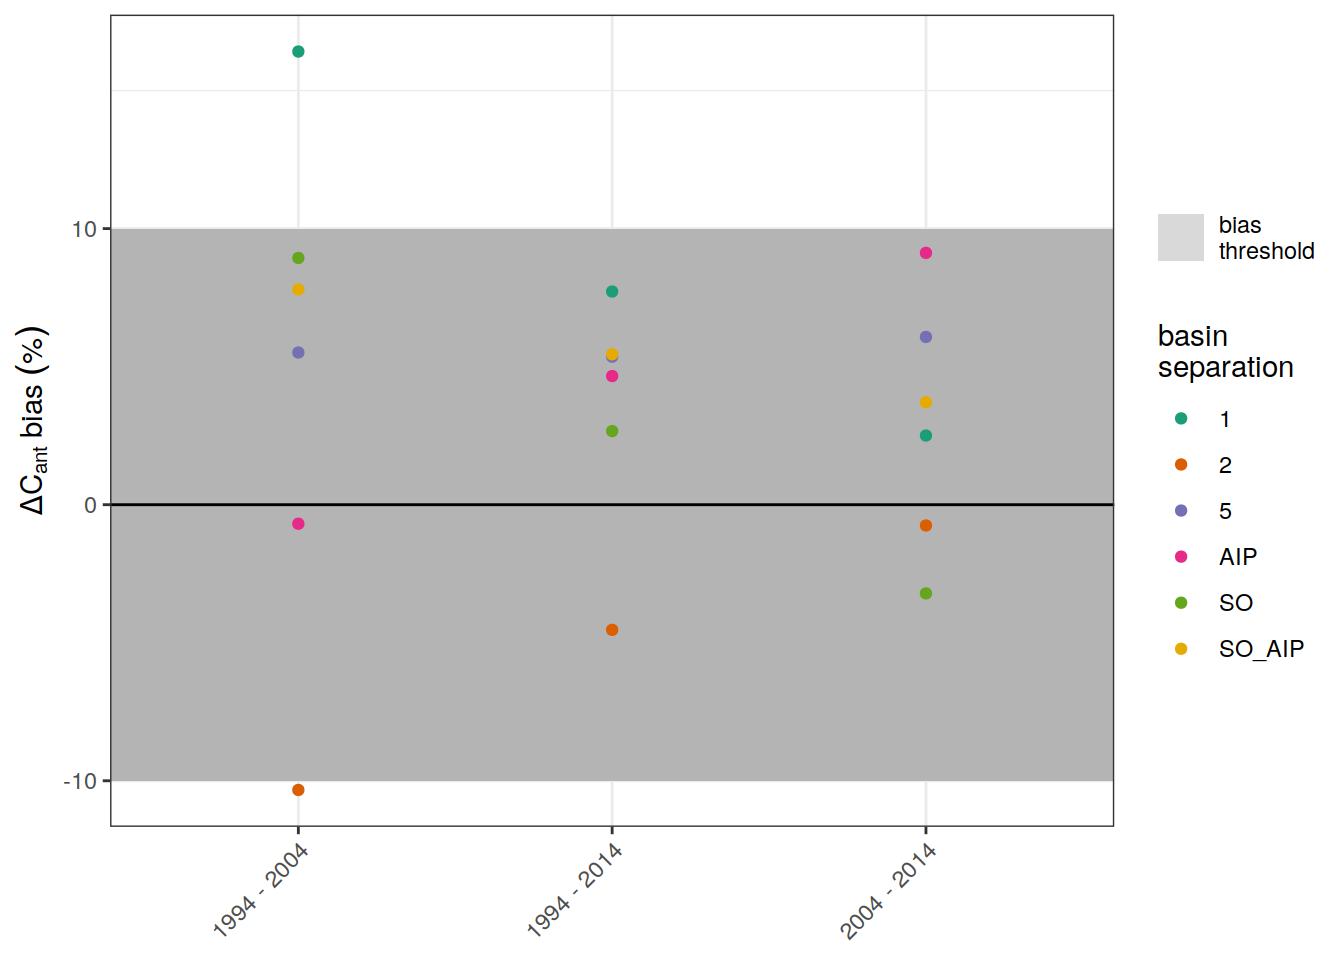 ΔCant bias (%)
10
0
-10
1994 - 2004
1994 - 2014
2004 - 2014
bias
threshold
basin
separation
1
2
5
AIP
SO
SO_AIP